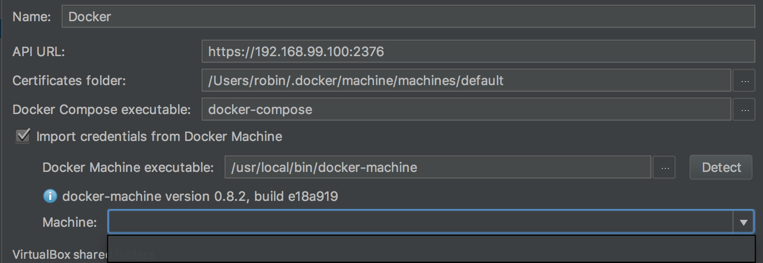 Name: Docker
API URL: https://192.168.99.100:2376
Certificates folder: /Users/robin/.docker/machine/machines/default ...
Docker Compose executable: docker-compose ...
Import credentials from Docker Machine
Docker Machine executable: /usr/local/bin/docker-machine ... Detect
docker-machine version 0.8.2, build e18a919
Machine:
VirtualBox